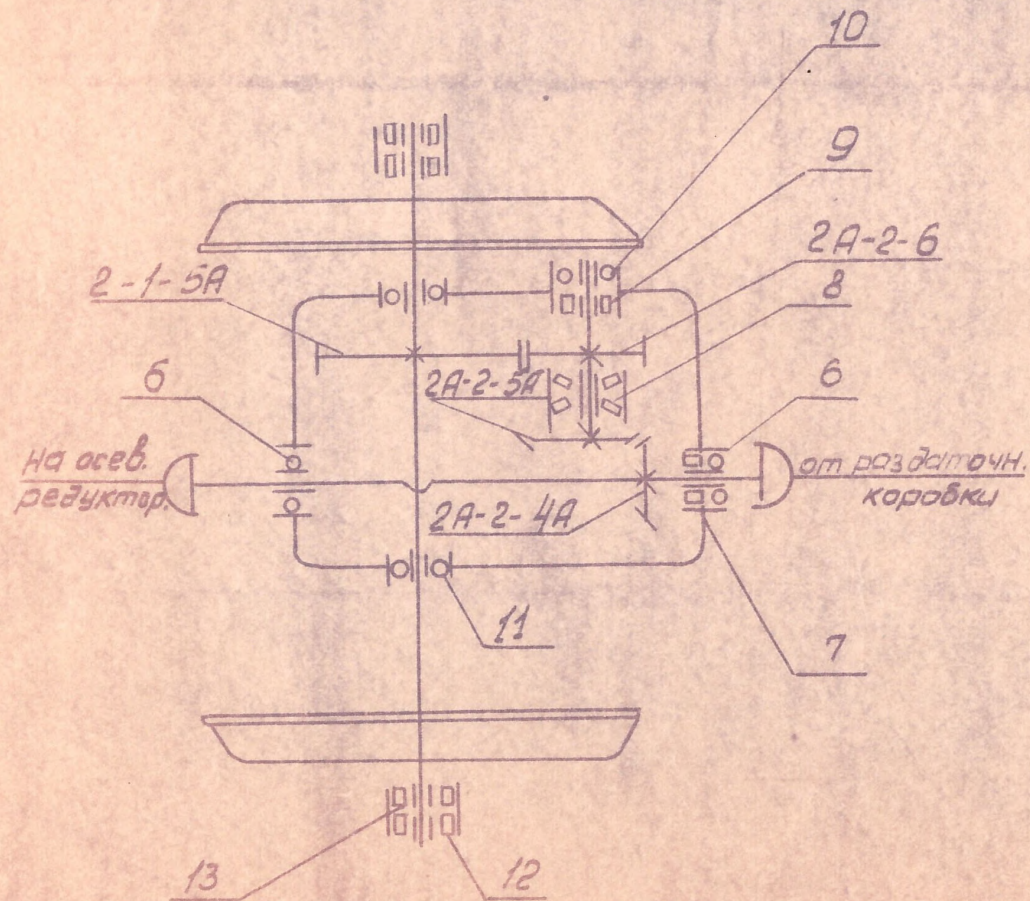 10
9
2А-2-6
2-1-5А
8
6
2А-2-5А
6
на осев.
редуктор.
от раздаточн.
коробки
2А-2-4А
11
7
13
12